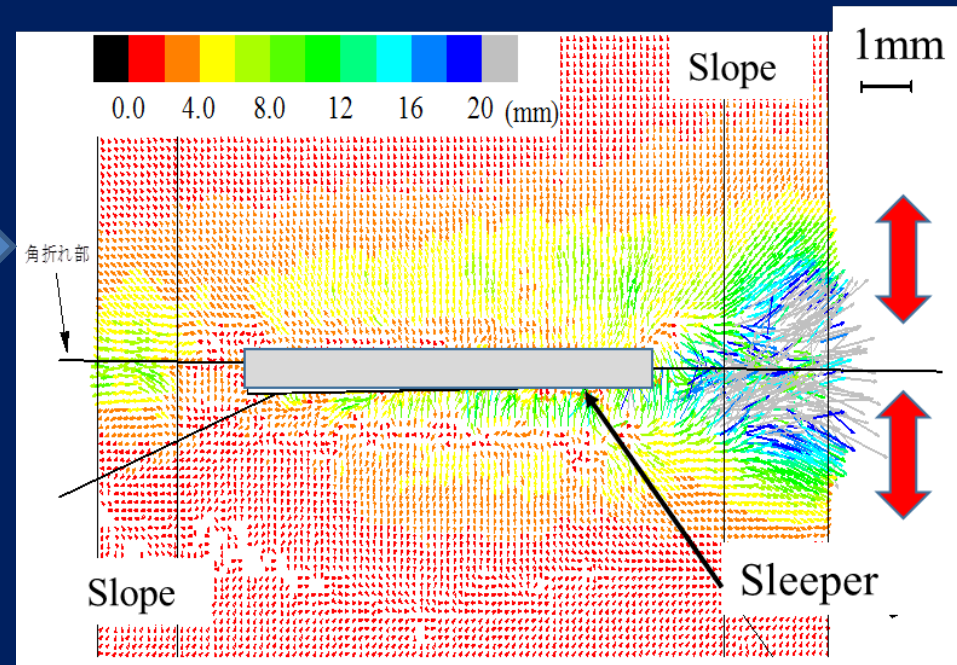 1mm
Slope
0.0 4.0 8.0 12 16 20 (mm)
角折れ部
Sleeper
Slope